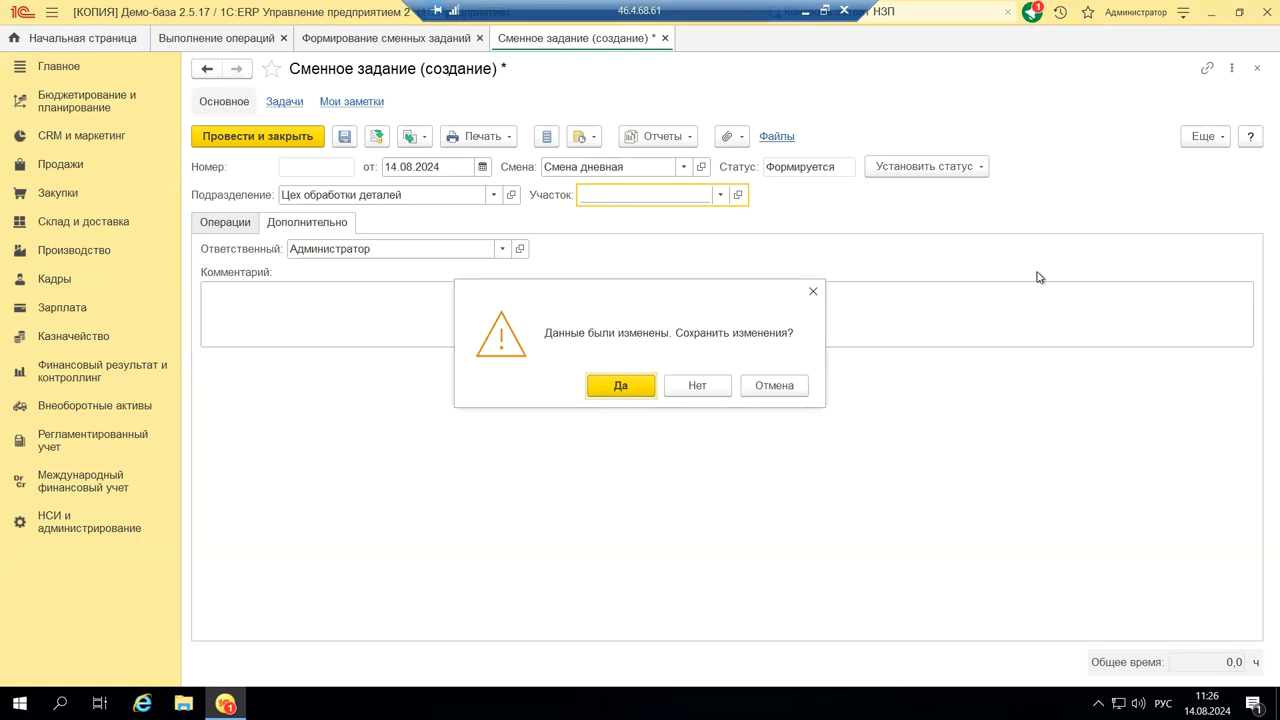 [КОПИЯ] Демо-база 2.5.17 / 1С:ERP Управление предприятием 2
46.4.68.61
НЗП
1
Администратор
Начальная страница
Выполнение операций
Формирование сменных заданий
Сменное задание (создание) *
Главное
Бюджетирование и
планирование
CRM и маркетинг
Продажи
Закупки
Склад и доставка
Производство
Кадры
Зарплата
Казначейство
Финансовый результат и
контроллинг
Внеоборотные активы
Регламентированный
учет
Международный
финансовый учет
НСИ и
администрирование
Сменное задание (создание) *
Основное
Задачи
Мои заметки
Провести и закрыть
Печать
Отчеты
Файлы
Еще
?
Номер:
от: 14.08.2024
Смена: Смена дневная
Статус: Формируется
Установить статус
Подразделение: Цех обработки деталей
Участок:
Операции
Дополнительно
Ответственный: Администратор
Комментарий:
Данные были изменены. Сохранить изменения?
Да
Нет
Отмена
Общее время: 0,0 ч
РУС
11:26
14.08.2024
1